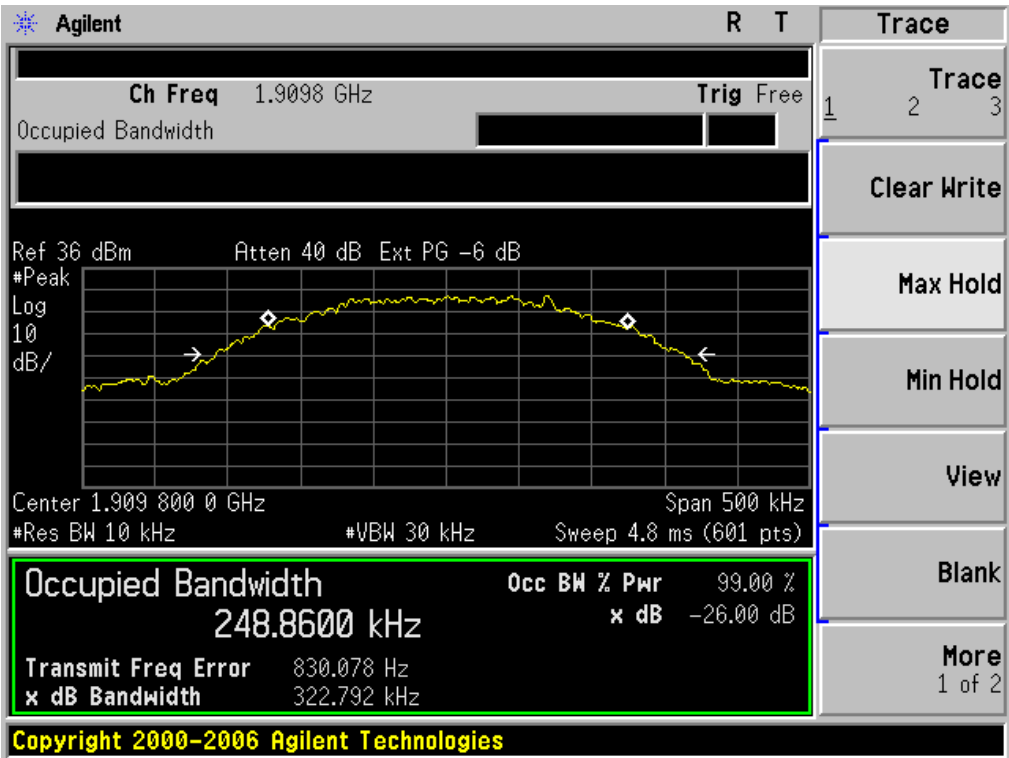 Agilent R T Trace
Ch Freq 1.9098 GHz Trig Free
Occupied Bandwidth
Trace
1 2 3
Clear Write
Ref 36 dBm Atten 40 dB Ext PG -6 dB
#Peak
Log
10
dB/
Max Hold
Min Hold
View
Center 1.909 800 0 GHz Span 500 kHz
#Res BW 10 kHz #VBW 30 kHz Sweep 4.8 ms (601 pts)
Occupied Bandwidth Occ BW % Pwr 99.00 %
248.8600 kHz x dB -26.00 dB
Transmit Freq Error 830.078 Hz
x dB Bandwidth 322.792 kHz
Blank
More
1 of 2
Copyright 2000-2006 Agilent Technologies